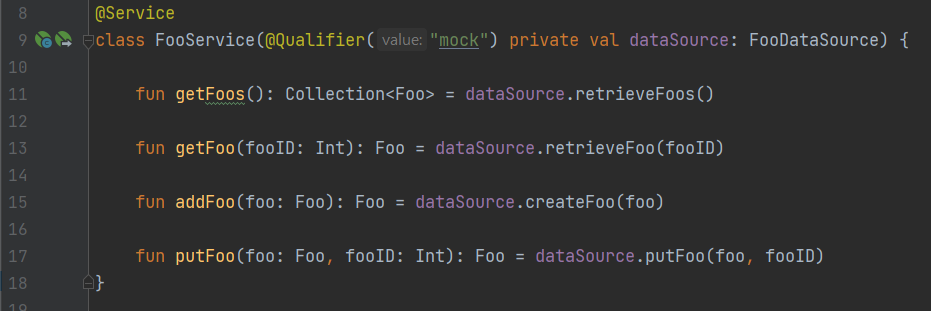 8 @Service
9 class FooService(@Qualifier( value: "mock") private val dataSource: FooDataSource) {
10
11 fun getFoos(): Collection<Foo> = dataSource.retrieveFoos()
12
13 fun getFoo(fooID: Int): Foo = dataSource.retrieveFoo(fooID)
14
15 fun addFoo(foo: Foo): Foo = dataSource.createFoo(foo)
16
17 fun putFoo(foo: Foo, fooID: Int): Foo = dataSource.putFoo(foo, fooID)
18 }
19